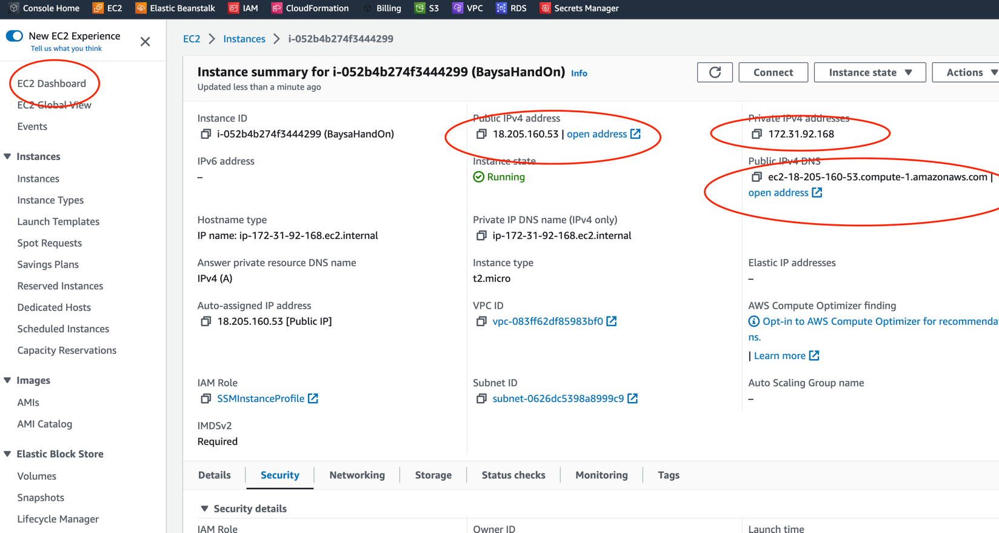 Console Home EC2 Elastic Beanstalk IAM CloudFormation Billing S3 VPC RDS Secrets Manager
New EC2 Experience
Tell us what you think
EC2 Dashboard
EC2 Global View
Events
Instances
Instances
Instance Types
Launch Templates
Spot Requests
Savings Plans
Reserved Instances
Dedicated Hosts
Scheduled Instances
Capacity Reservations
Images
AMIs
AMI Catalog
Elastic Block Store
Volumes
Snapshots
Lifecycle Manager
EC2 > Instances > i-052b4b274f3444299
Instance summary for i-052b4b274f3444299 (BaysaHandOn) Info
Updated less than a minute ago
Connect
Instance state
Actions
Instance ID
i-052b4b274f3444299 (BaysaHandOn)
Public IPv4 address
18.205.160.53 | open address
Private IPv4 addresses
172.31.92.168
IPv6 address
–
Instance state
Running
Public IPv4 DNS
ec2-18-205-160-53.compute-1.amazonaws.com |
open address
Hostname type
IP name: ip-172-31-92-168.ec2.internal
Private IP DNS name (IPv4 only)
ip-172-31-92-168.ec2.internal
Answer private resource DNS name
IPv4 (A)
Instance type
t2.micro
Elastic IP addresses
–
Auto-assigned IP address
18.205.160.53 [Public IP]
VPC ID
vpc-083ff62df85983bf0
AWS Compute Optimizer finding
Opt-in to AWS Compute Optimizer for recommenda
ns.
| Learn more
IAM Role
SSMInstanceProfile
Subnet ID
subnet-0626dc5398a8999c9
Auto Scaling Group name
–
IMDSv2
Required
Details Security Networking Storage Status checks Monitoring Tags
Security details
IAM Role Owner ID Launch time